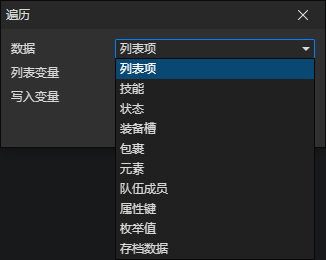 遍历
数据 列表项
列表变量 列表项
写入变量 技能
状态
装备槽
包裹
元素
队伍成员
属性键
枚举值
存档数据